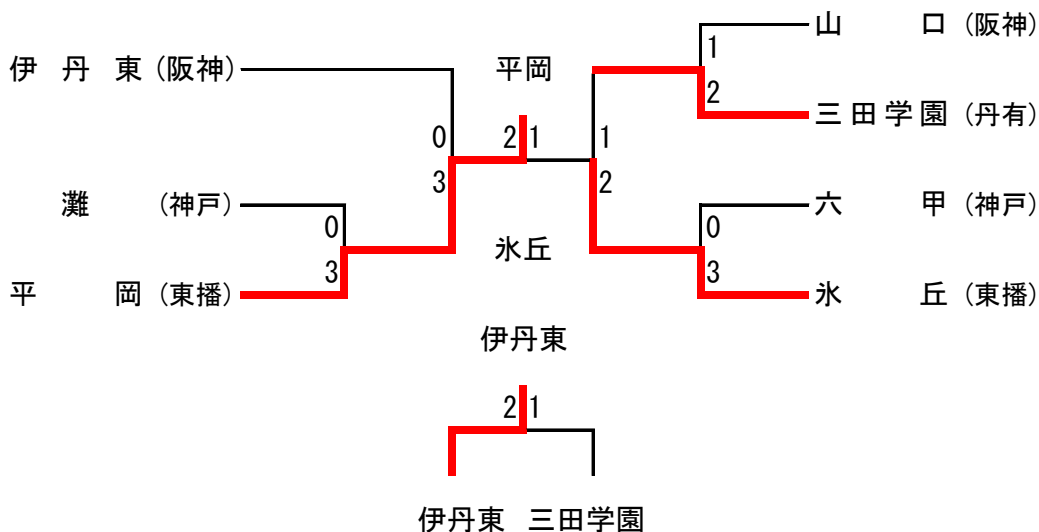 山　口 (阪神)
伊丹東 (阪神)
平岡
1
2
三田学園 (丹有)
0
2 1
1
3
2
灘 (神戸)
六　甲 (神戸)
0
0
氷丘
3
3
平　岡 (東播)
氷　丘 (東播)
伊丹東
2 1
伊丹東 三田学園